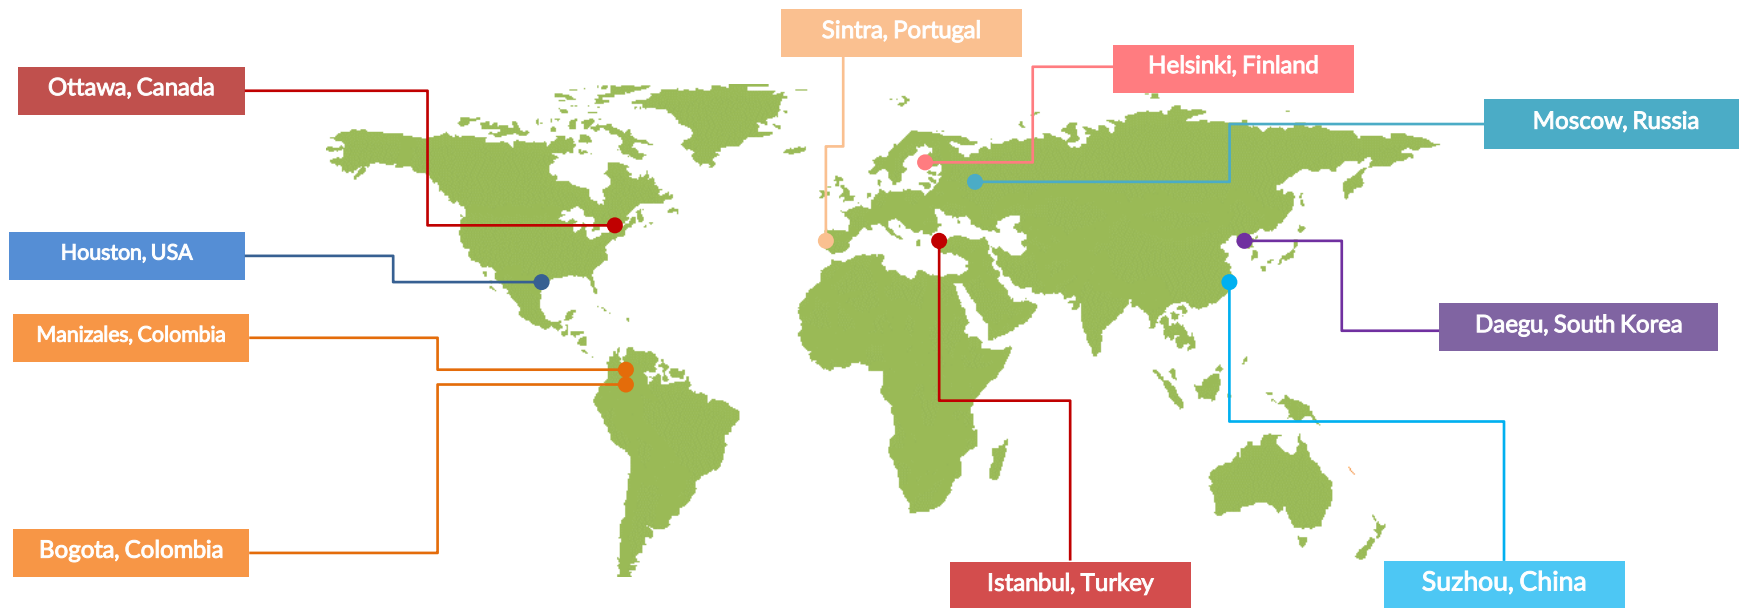 Sintra, Portugal
Helsinki, Finland
Ottawa, Canada
Moscow, Russia
Houston, USA
Manizales, Colombia
Daegu, South Korea
Bogota, Colombia
Istanbul, Turkey
Suzhou, China